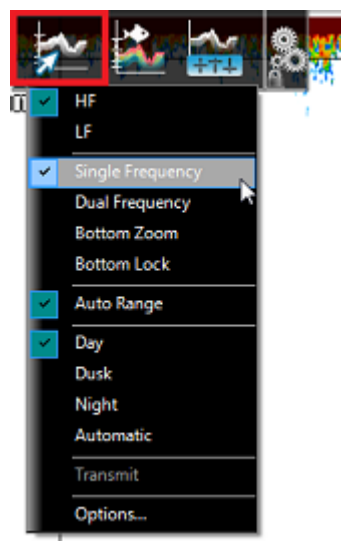 HF
LF
Single Frequency
Dual Frequency
Bottom Zoom
Bottom Lock
Auto Range
Day
Dusk
Night
Automatic
Transmit
Options...